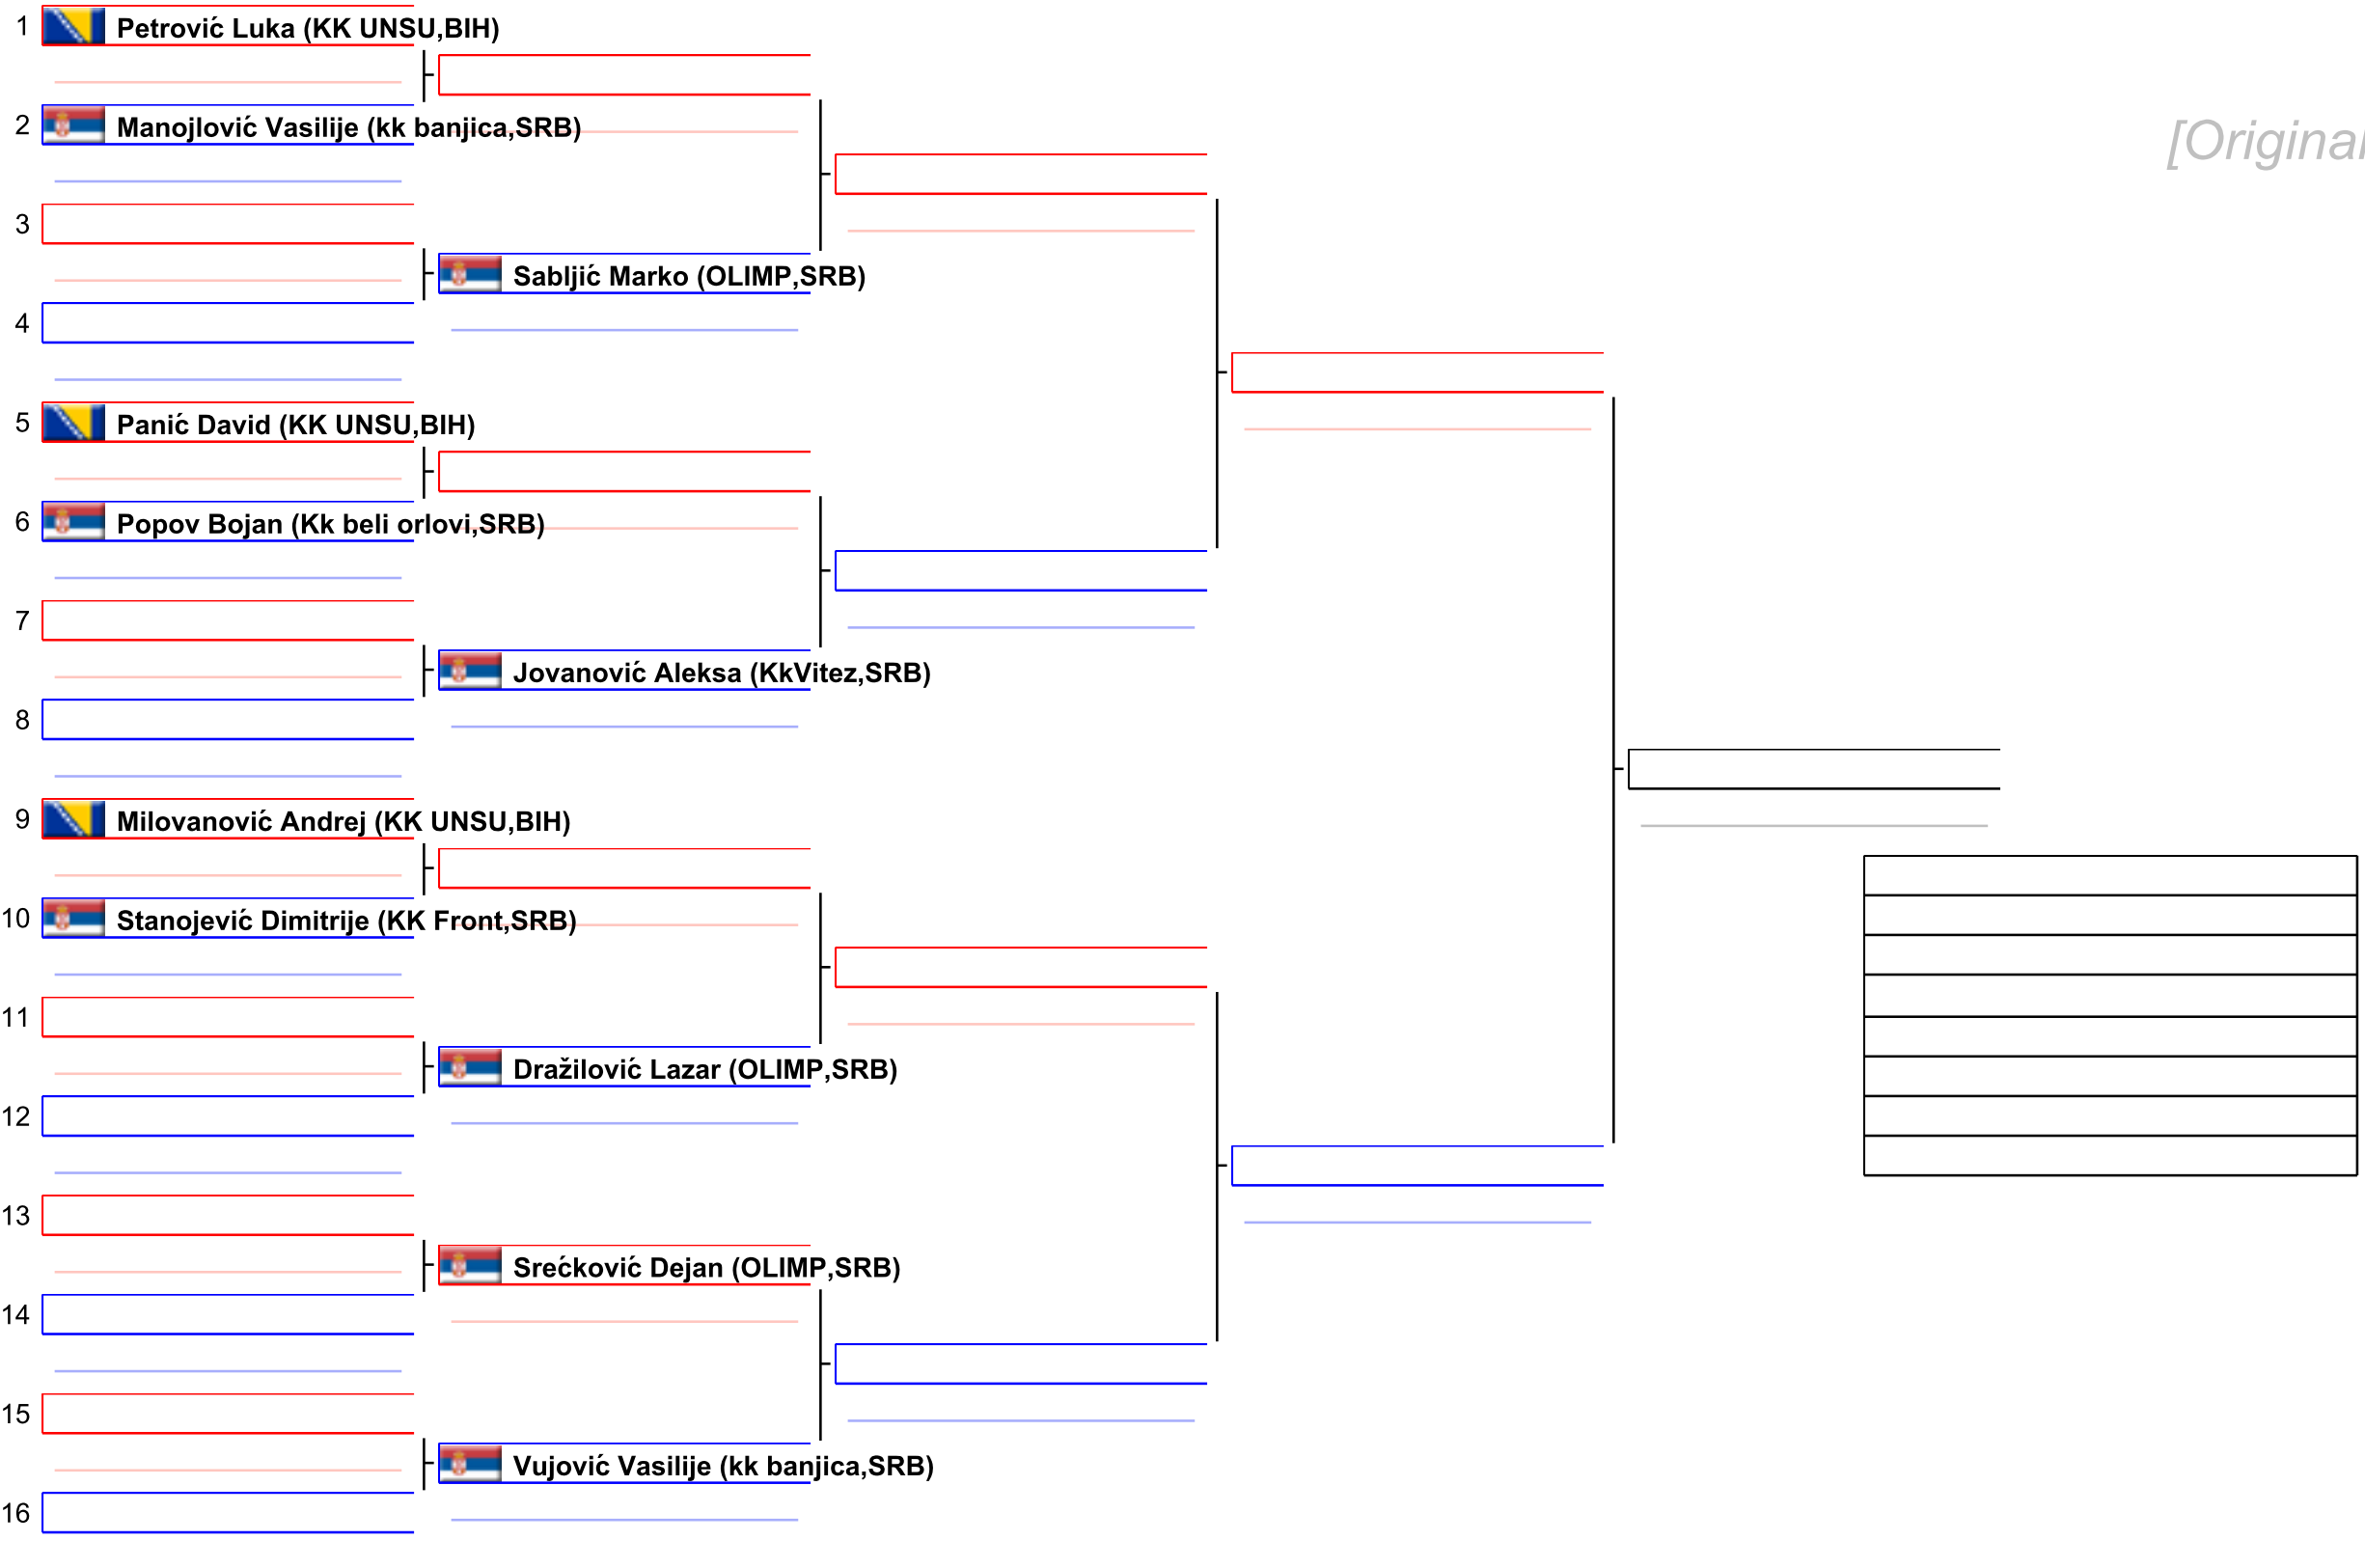 1 Petrović Luka (KK UNSU,BIH)
2 Manojlović Vasilije (kk banjica,SRB)
[Original
3
Sabljić Marko (OLIMP,SRB)
4
5 Panić David (KK UNSU,BIH)
6 Popov Bojan (Kk beli orlovi,SRB)
7
Jovanović Aleksa (KkVitez,SRB)
8
9 Milovanović Andrej (KK UNSU,BIH)
10 Stanojević Dimitrije (KK Front,SRB)
11
Dražilović Lazar (OLIMP,SRB)
12
13
Srećković Dejan (OLIMP,SRB)
14
15
Vujović Vasilije (kk banjica,SRB)
16